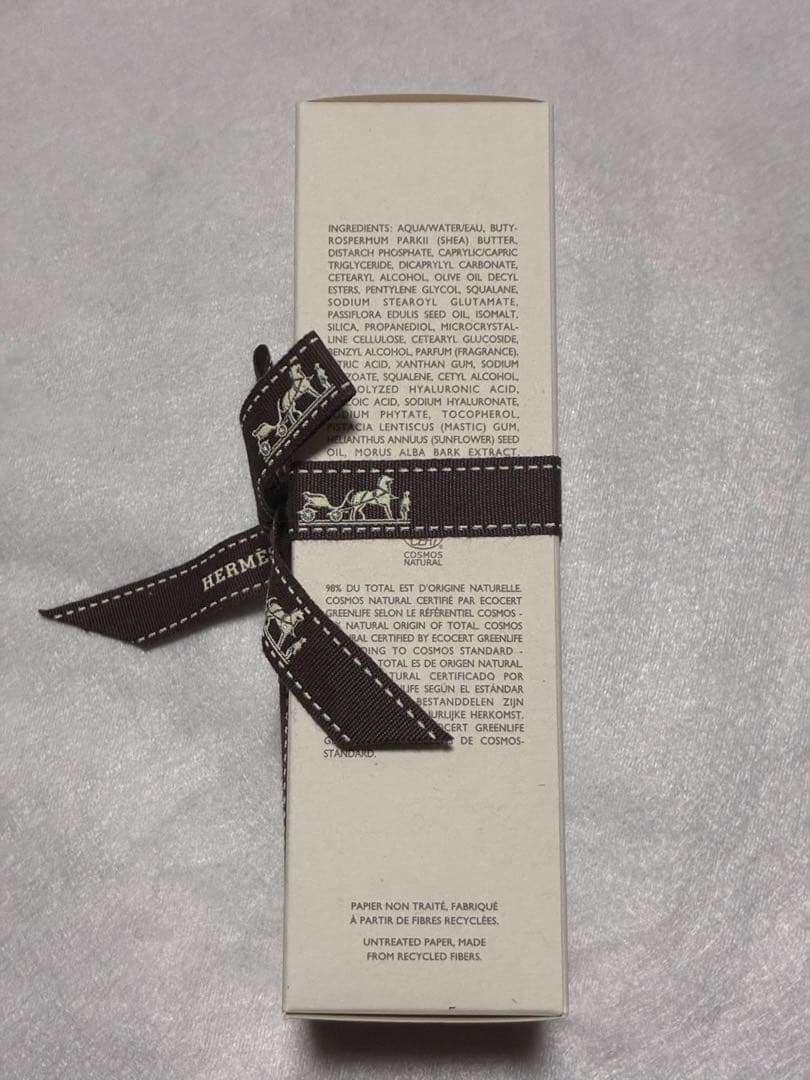 INGREDIENTS: AQUA/WATER/EAU, BUTY-
ROSPERMUM PARKII (SHEA) BUTTER,
DISTARCH PHOSPHATE, CAPRYLIC/CAPRIC
TRIGLYCERIDE, DICAPRYLYL CARBONATE,
CETEARYL ALCOHOL, OLIVE OIL DECYL
ESTERS, PENTYLENE GLYCOL, SQUALANE,
SODIUM STEAROYL GLUTAMATE,
PASSIFLORA EDULIS SEED OIL, ISOMALT,
SILICA, PROPANEDIOL, MICROCRYSTAL-
LINE CELLULOSE, CETEARYL GLUCOSIDE,
BENZYL ALCOHOL, PARFUM (FRAGRANCE),
ACID, XANTHAN GUM, SODIUM
SQUALENE, CETYL ALCOHOL,
HYALURONIC ACID,
ACID, SODIUM HYALURONATE,
SODIUM PHYTATE, TOCOPHEROL,
PISTACIA LENTISCUS (MASTIC) GUM,
HELIANTHUS ANNUUS (SUNFLOWER) SEED
OIL, MORUS ALBA BARK EXTRACT,
HERMÈS
COSMOS
NATURAL
98% DU TOTAL EST D'ORIGINE NATURELLE.
COSMOS NATURAL CERTIFIÉ PAR ECOCERT
GREENLIFE SELON LE RÉFÉRENTIEL COSMOS -
NATURAL ORIGIN OF TOTAL. COSMOS
CERTIFIED BY ECOCERT GREENLIFE
TO COSMOS STANDARD -
TOTAL ES DE ORIGEN NATURAL.
CERTIFICADO POR
SEGÚN EL ESTÁNDAR
BESTANDDELEN ZIJN
HERKOMST.
GREENLIFE
DE COSMOS-
STANDARD.
PAPIER NON TRAITÉ, FABRIQUÉ
À PARTIR DE FIBRES RECYCLÉES.
UNTREATED PAPER, MADE
FROM RECYCLED FIBERS.